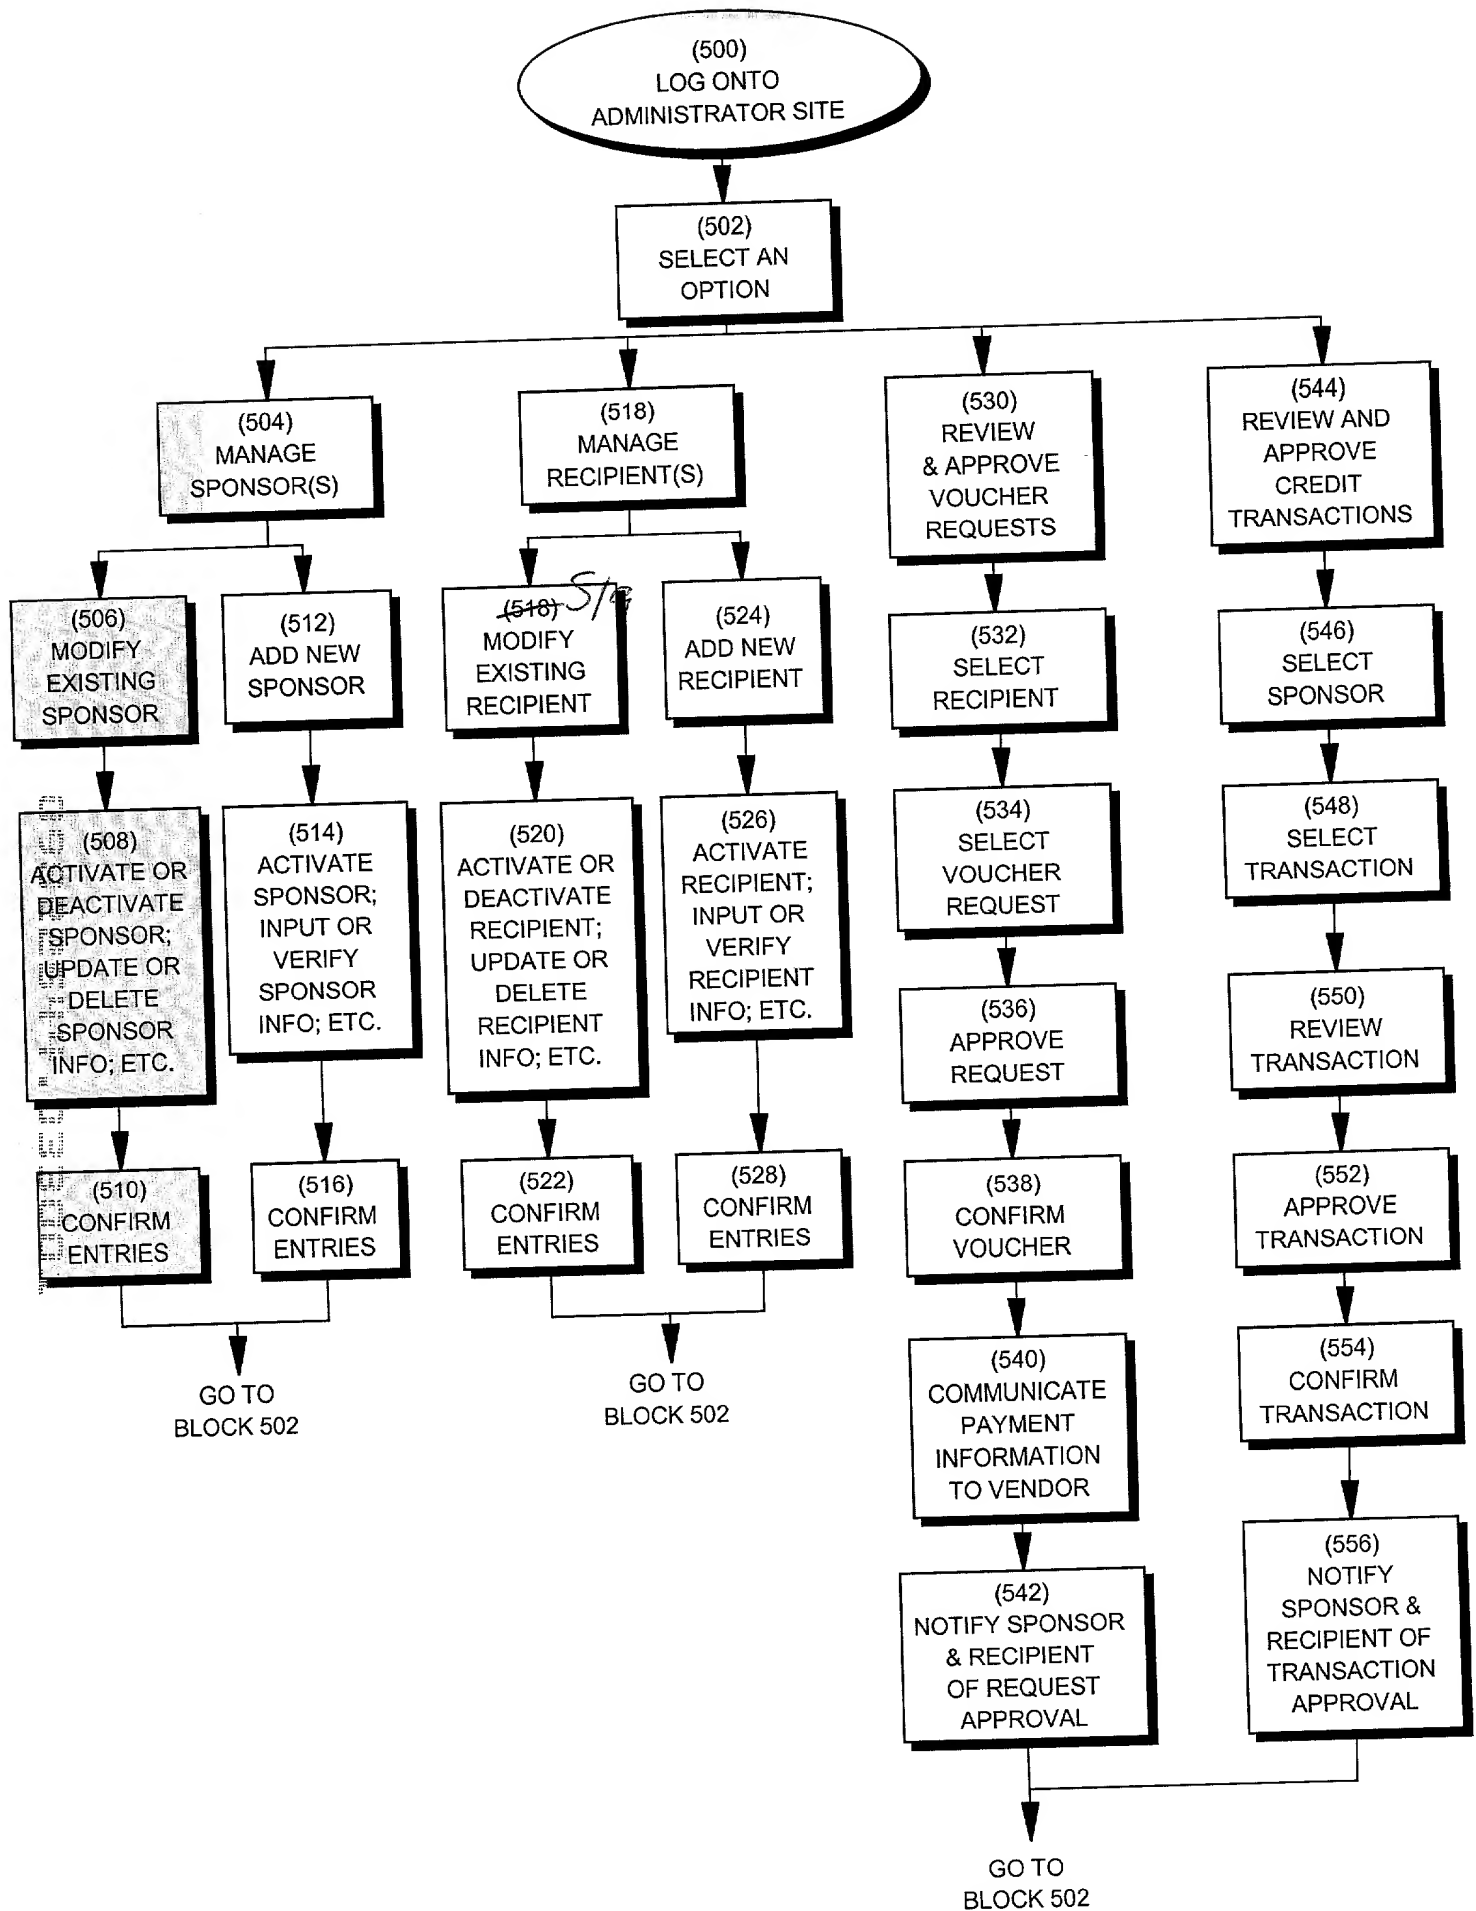 (500)
LOG ONTO
ADMINISTRATOR SITE
(502)
SELECT AN
OPTION
(504)
MANAGE
SPONSOR(S)
(518)
MANAGE
RECIPIENT(S)
(530)
REVIEW
& APPROVE
VOUCHER
REQUESTS
(544)
REVIEW AND
APPROVE
CREDIT
TRANSACTIONS
(506)
MODIFY
EXISTING
SPONSOR
(512)
ADD NEW
SPONSOR
(518) 519
MODIFY
EXISTING
RECIPIENT
(524)
ADD NEW
RECIPIENT
(532)
SELECT
RECIPIENT
(546)
SELECT
SPONSOR
(508)
ACTIVATE OR
DEACTIVATE
SPONSOR;
UPDATE OR
DELETE
SPONSOR
INFO; ETC.
(514)
ACTIVATE
SPONSOR;
INPUT OR
VERIFY
SPONSOR
INFO; ETC.
(520)
ACTIVATE OR
DEACTIVATE
RECIPIENT;
UPDATE OR
DELETE
RECIPIENT
INFO; ETC.
(526)
ACTIVATE
RECIPIENT;
INPUT OR
VERIFY
RECIPIENT
INFO; ETC.
(534)
SELECT
VOUCHER
REQUEST
(548)
SELECT
TRANSACTION
(536)
APPROVE
REQUEST
(550)
REVIEW
TRANSACTION
(510)
CONFIRM
ENTRIES
(516)
CONFIRM
ENTRIES
(522)
CONFIRM
ENTRIES
(528)
CONFIRM
ENTRIES
(538)
CONFIRM
VOUCHER
(552)
APPROVE
TRANSACTION
GO TO
BLOCK 502
GO TO
BLOCK 502
(540)
COMMUNICATE
PAYMENT
INFORMATION
TO VENDOR
(554)
CONFIRM
TRANSACTION
(542)
NOTIFY SPONSOR
& RECIPIENT
OF REQUEST
APPROVAL
(556)
NOTIFY
SPONSOR &
RECIPIENT OF
TRANSACTION
APPROVAL
GO TO
BLOCK 502